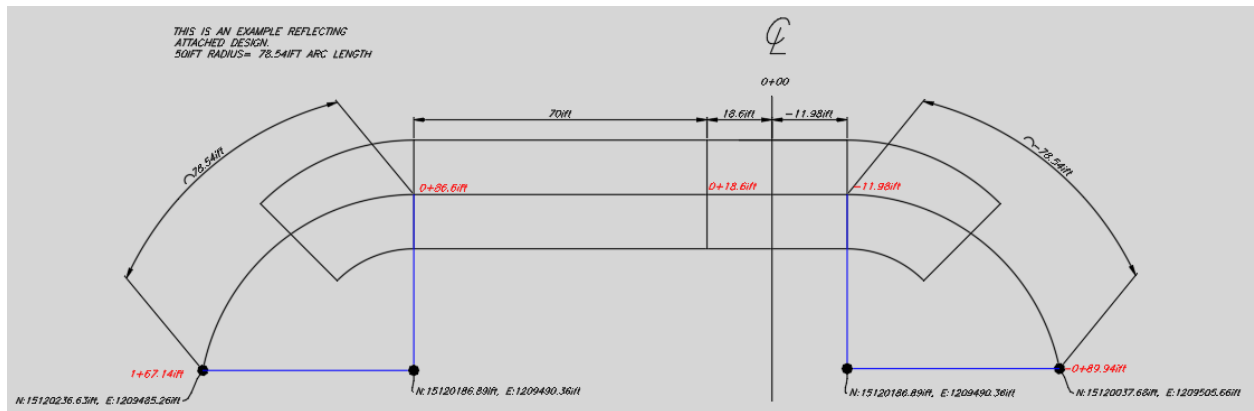 THIS IS AN EXAMPLE REFLECTING
ATTACHED DESIGN.
50IFT RADIUS= 78.54IFT ARC LENGTH
CL
0+00
70ift
18.6ift
-11.98ift
78.54ift
-78.54ift
0+86.6ift
0+18.6ift
-11.98ift
1+67.14ift
-0+89.94ift
N:15120236.63ift, E:1209485.26ift
N:15120186.89ift, E:1209490.36ift
N:15120186.89ift, E:1209490.36ift
N:15120037.68ift, E:1209505.66ift